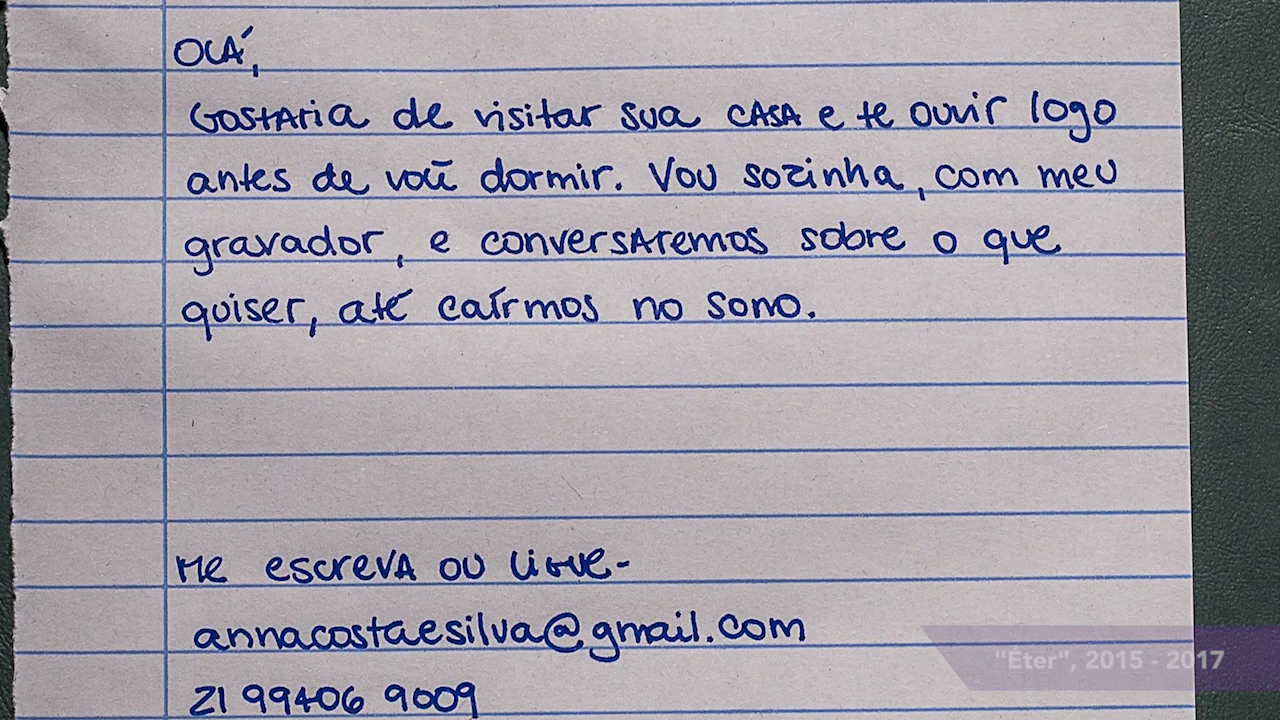 OLÁ,
Gostaria de visitar sua casa e te ouvir logo
antes de você dormir. Vou sozinha, com meu
gravador, e conversaremos sobre o que
quiser, até caírmos no sono.
Me escreva ou ligue-
annacostaesilva@gmail.com
21 99406 9009
"Éter", 2015 - 2017